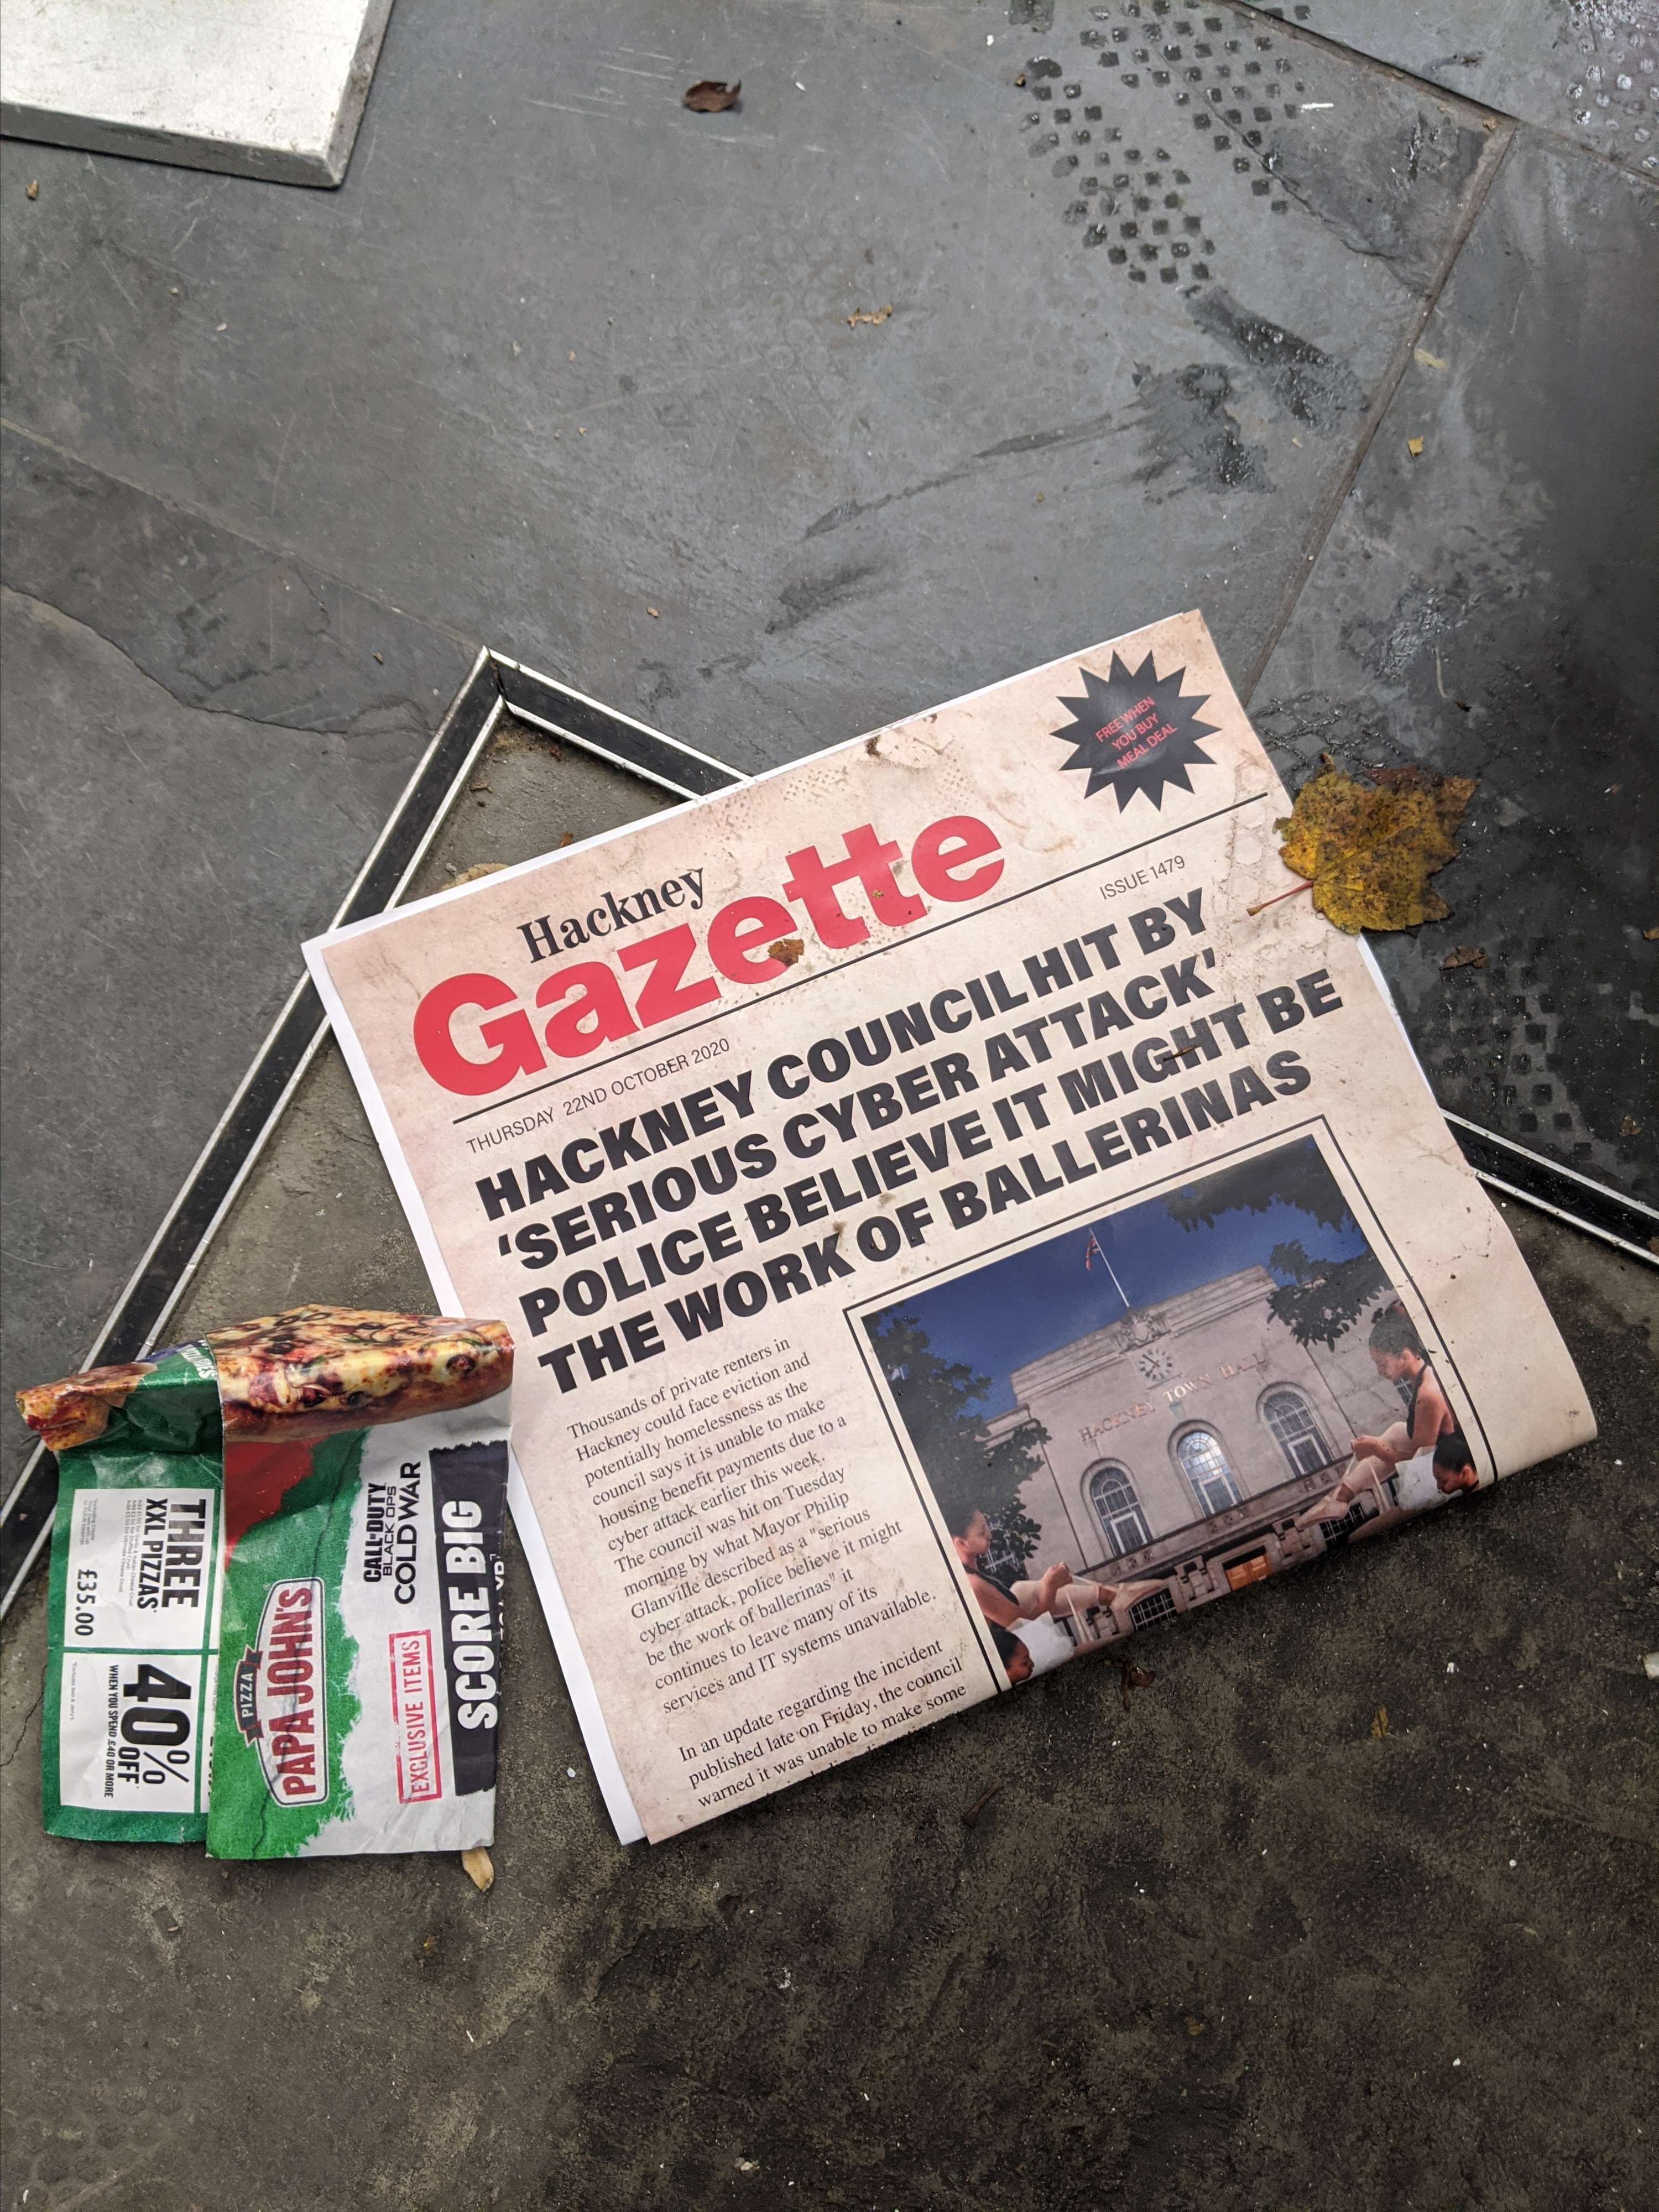 FREE WHEN
YOU BUY
MEAL DEAL
Hackney
Gazette
THURSDAY 22ND OCTOBER 2020
ISSUE 1479
HACKNEY COUNCIL HIT BY
‘SERIOUS CYBER ATTACK’
POLICE BELIEVE IT MIGHT BE
THE WORK OF BALLERINAS
Thousands of private renters in
Hackney could face eviction and
potentially homelessness as the
council says it is unable to make
housing benefit payments due to a
cyber attack earlier this week.
The council was hit on Tuesday
morning by what Mayor Philip
Glanville described as a "serious
cyber attack, police believe it might
be the work of ballerinas" it
continues to leave many of its
services and IT systems unavailable.
In an update regarding the incident
published late on Friday, the council
warned it was unable to make some
HACKNEY TOWN HALL
SCORE BIG
EXCLUSIVE ITEMS
CALL OF DUTY
BLACK OPS
COLD WAR
PIZZA
PAPA JOHN'S
THREE
XXL PIZZAS*
£35.00
40%
OFF*
WHEN YOU SPEND £40 OR MORE